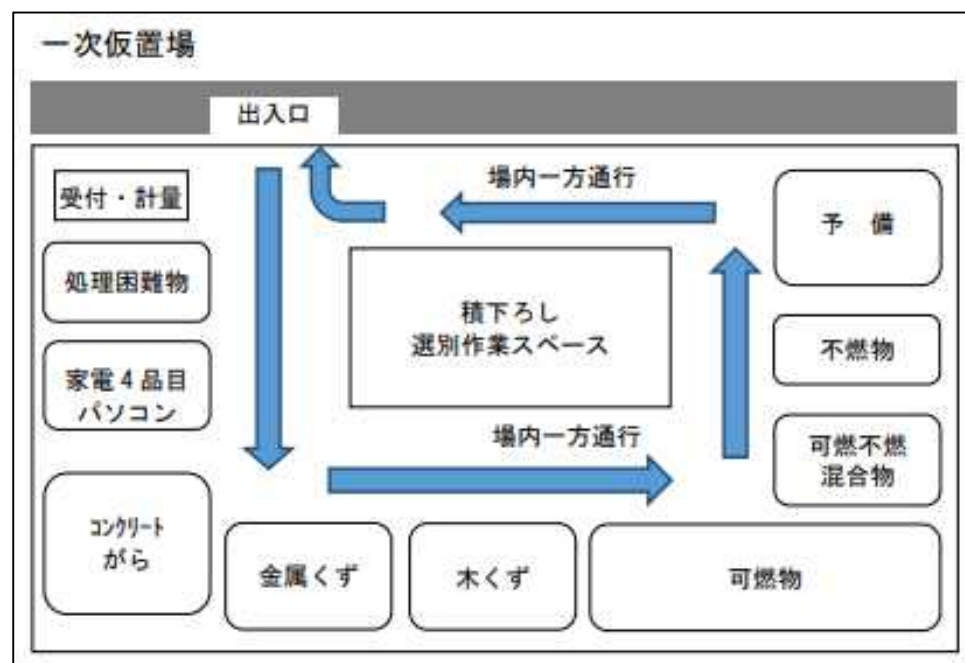 一次仮置場
出入口
受付・計量
場内一方通行
予　備
処理困難物
積下ろし
選別作業スペース
不燃物
家電４品目
パソコン
場内一方通行
可燃不燃
混合物
ｺﾝｸﾘｰﾄ
がら
金属くず
木くず
可燃物